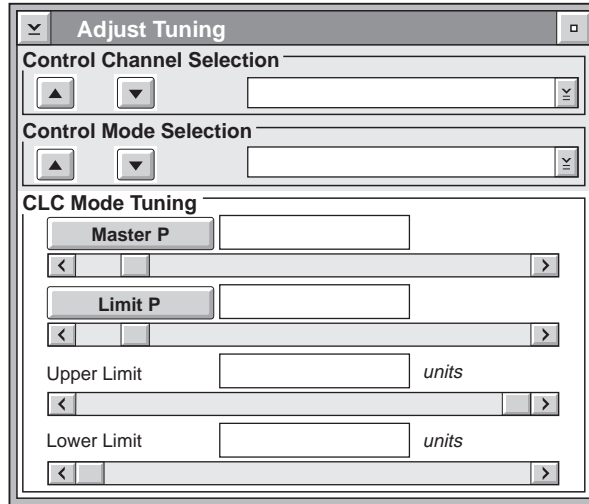 Adjust Tuning
Control Channel Selection
Control Mode Selection
CLC Mode Tuning
Master P
Limit P
Upper Limit units
Lower Limit units